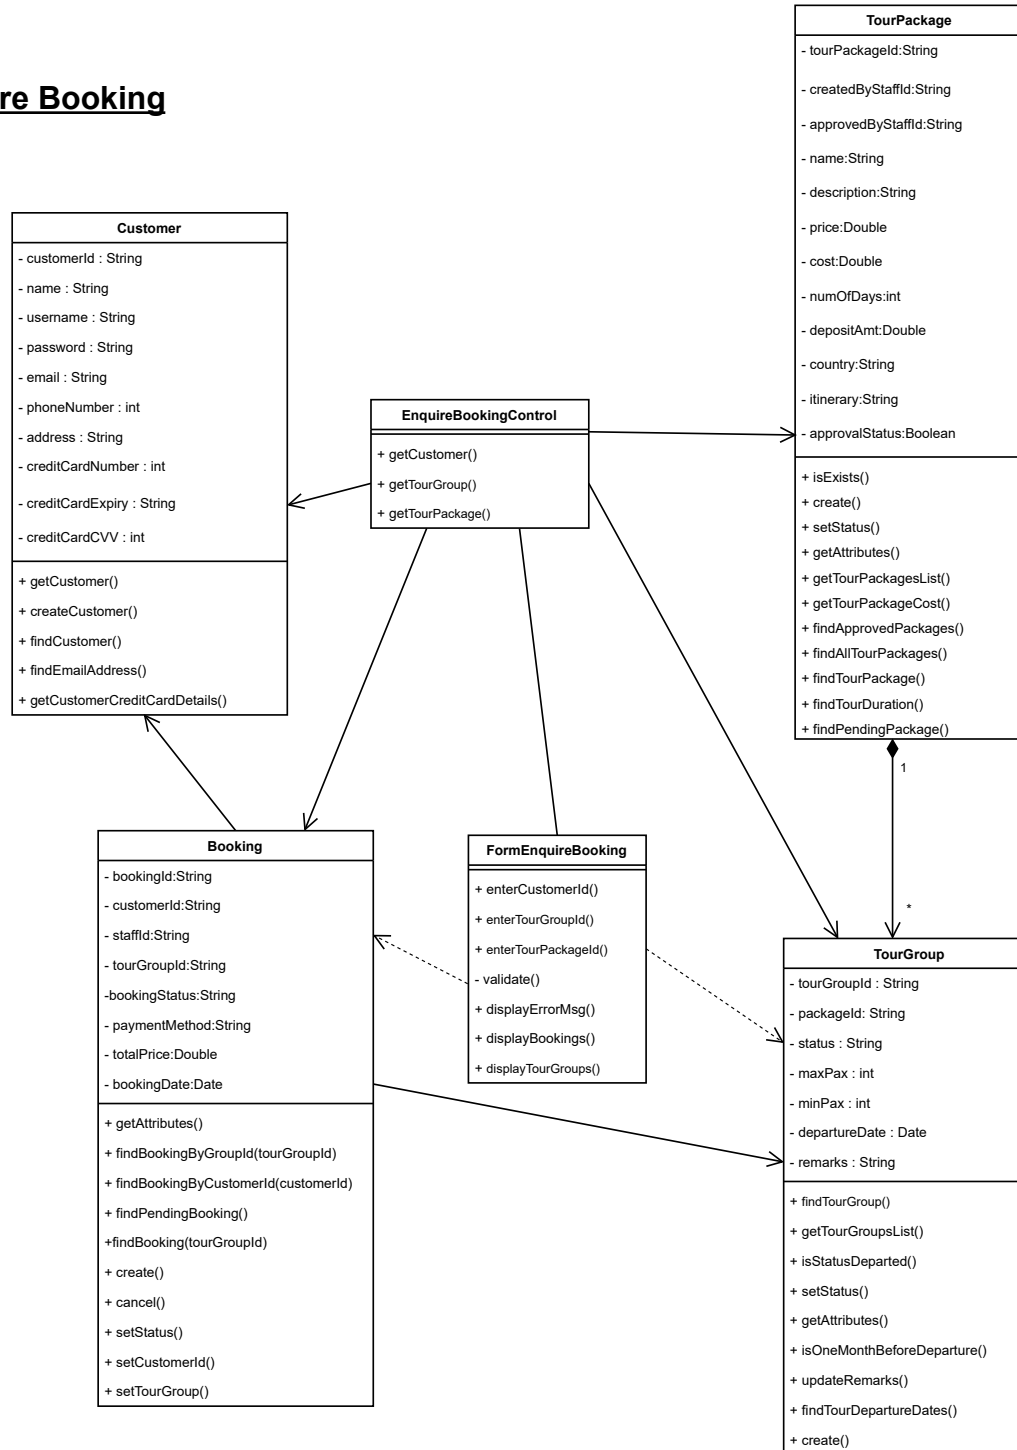 re Booking
TourPackage
- tourPackageId:String
- createdByStaffId:String
- approvedByStaffId:String
- name:String
- description:String
- price:Double
- cost:Double
- numOfDays:int
- depositAmt:Double
- country:String
- itinerary:String
- approvalStatus:Boolean
+ isExists()
+ create()
+ setStatus()
+ getAttributes()
+ getTourPackagesList()
+ getTourPackageCost()
+ findApprovedPackages()
+ findAllTourPackages()
+ findTourPackage()
+ findTourDuration()
+ findPendingPackage()
Customer
- customerId : String
- name : String
- username : String
- password : String
- email : String
- phoneNumber : int
- address : String
- creditCardNumber : int
- creditCardExpiry : String
- creditCardCVV : int
+ getCustomer()
+ createCustomer()
+ findCustomer()
+ findEmailAddress()
+ getCustomerCreditCardDetails()
EnquireBookingControl
+ getCustomer()
+ getTourGroup()
+ getTourPackage()
1
*
Booking
- bookingId:String
- customerId:String
- staffId:String
- tourGroupId:String
-bookingStatus:String
- paymentMethod:String
- totalPrice:Double
- bookingDate:Date
+ getAttributes()
+ findBookingByGroupId(tourGroupId)
+ findBookingByCustomerId(customerId)
+ findPendingBooking()
+findBooking(tourGroupId)
+ create()
+ cancel()
+ setStatus()
+ setCustomerId()
+ setTourGroup()
FormEnquireBooking
+ enterCustomerId()
+ enterTourGroupId()
+ enterTourPackageId()
- validate()
+ displayErrorMsg()
+ displayBookings()
+ displayTourGroups()
TourGroup
- tourGroupId : String
- packageId: String
- status : String
- maxPax : int
- minPax : int
- departureDate : Date
- remarks : String
+ findTourGroup()
+ getTourGroupsList()
+ isStatusDeparted()
+ setStatus()
+ getAttributes()
+ isOneMonthBeforeDeparture()
+ updateRemarks()
+ findTourDepartureDates()
+ create()